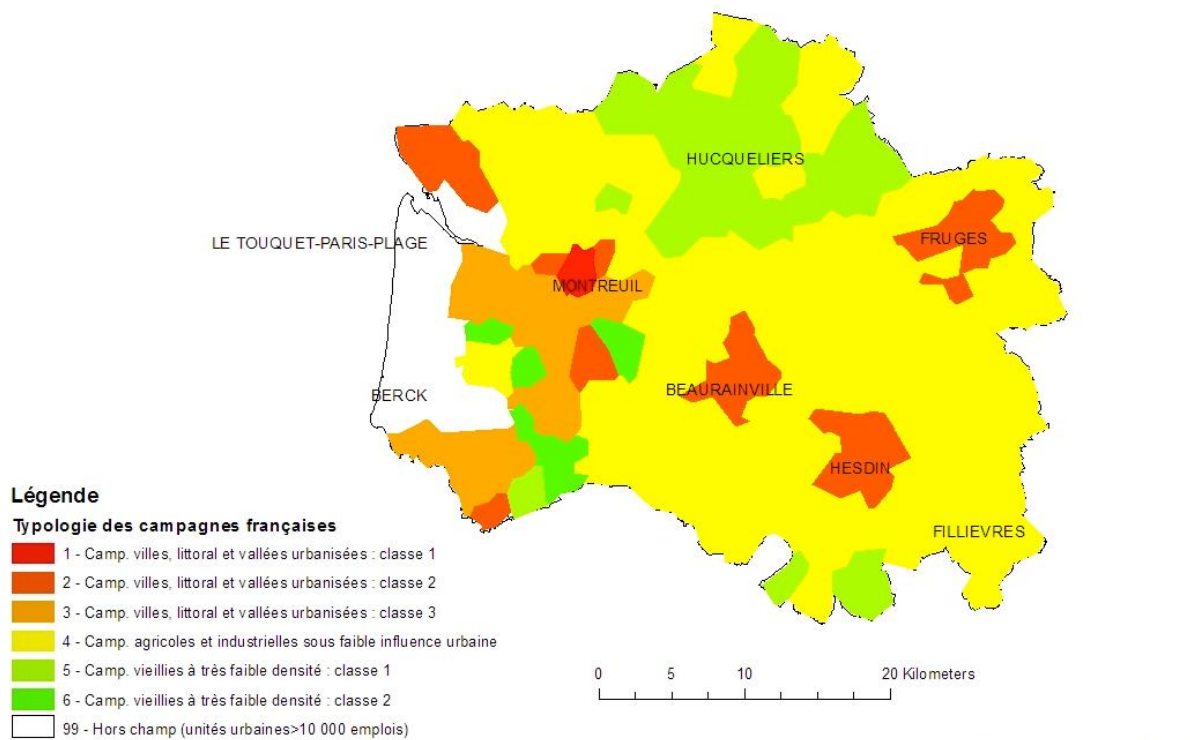 HUCQUELIERS
LE TOUQUET-PARIS-PLAGE
FRUGES
MONTREUIL
BERCK
BEAURAINVILLE
HESDIN
FILLIEVRES
Légende
Typologie des campagnes françaises
1 - Camp. villes, littoral et vallées urbanisées : classe 1
2 - Camp. villes, littoral et vallées urbanisées : classe 2
3 - Camp. villes, littoral et vallées urbanisées : classe 3
4 - Camp. agricoles et industrielles sous faible influence urbaine
5 - Camp. vieillies à très faible densité : classe 1
6 - Camp. vieillies à très faible densité : classe 2
99 - Hors champ (unités urbaines>10 000 emplois)
0 5 10 20 Kilometers